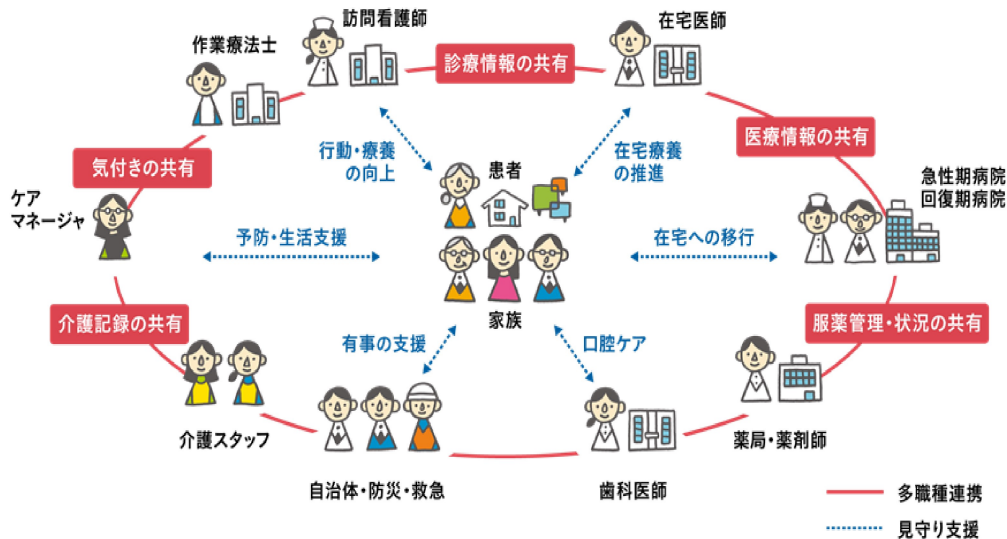 訪問看護師
在宅医師
作業療法士
診療情報の共有
医療情報の共有
行動・療養
の向上
患者
在宅療養
の推進
気付きの共有
急性期病院
回復期病院
ケア
マネージャ
予防・生活支援
在宅への移行
介護記録の共有
家族
服薬管理・状況の共有
有事の支援
口腔ケア
介護スタッフ
薬局・薬剤師
自治体・防災・救急
歯科医師
多職種連携
見守り支援